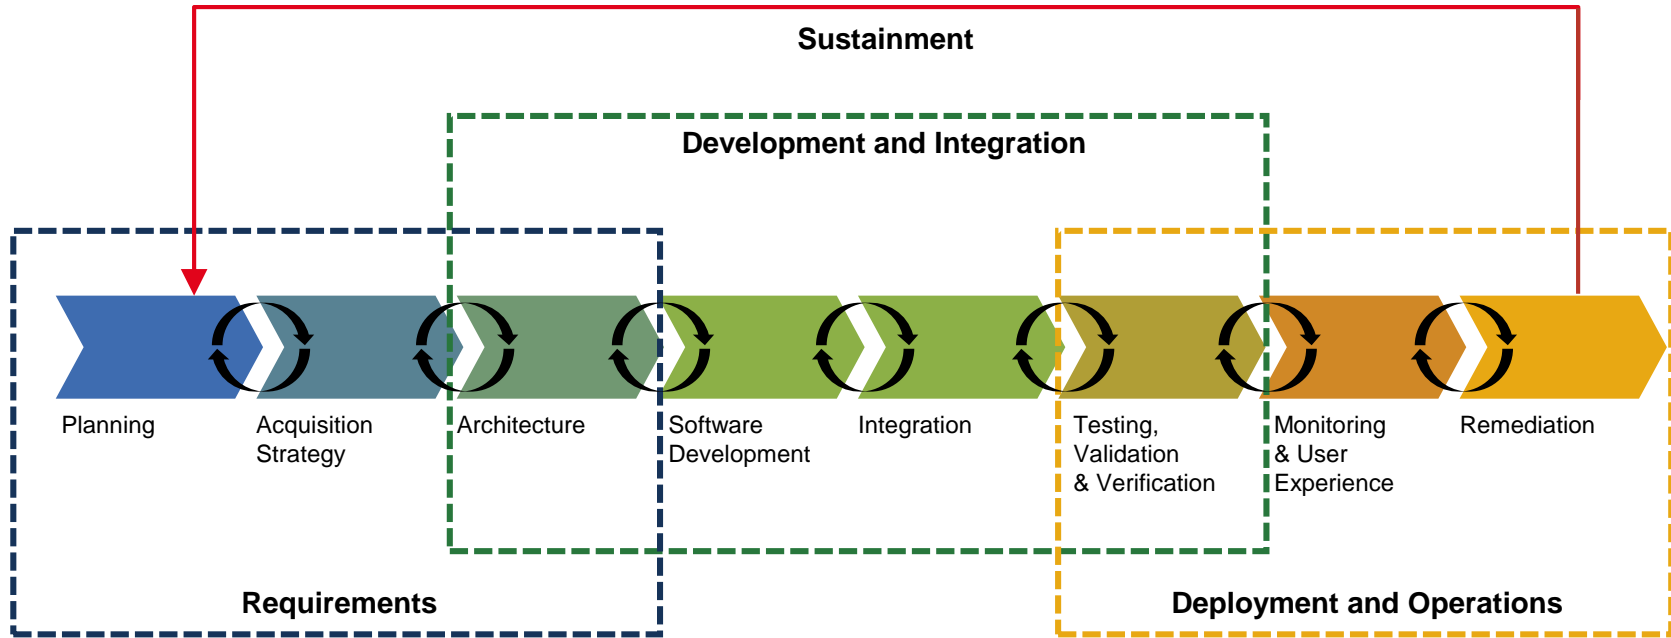 Sustainment
Development and Integration
Planning
Acquisition
Strategy
Architecture
Software
Development
Integration
Testing,
Validation
& Verification
Monitoring
& User
Experience
Remediation
Requirements
Deployment and Operations